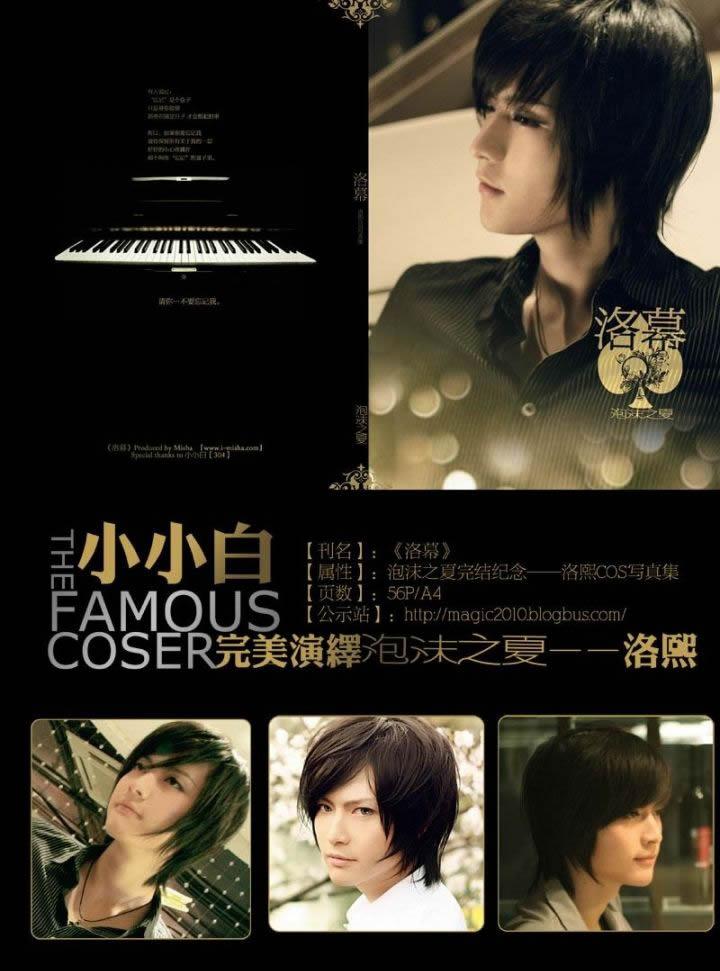 请你一不要忘记我。
《洛幕》Produced by Misha 『www.i-misha.com』
Special thanks to 小小白【304】
洛幕
泡沫之夏
洛幕
泡沫之夏
THE
小小白
FAMOUS
COSER
【刊名】：《洛幕》
【属性】：泡沫之夏完结纪念——洛熙COS写真集
【页数】：56P/A4
【公示站】：http://magic2010.blogbus.com/
完美演繹泡沫之夏——洛熙